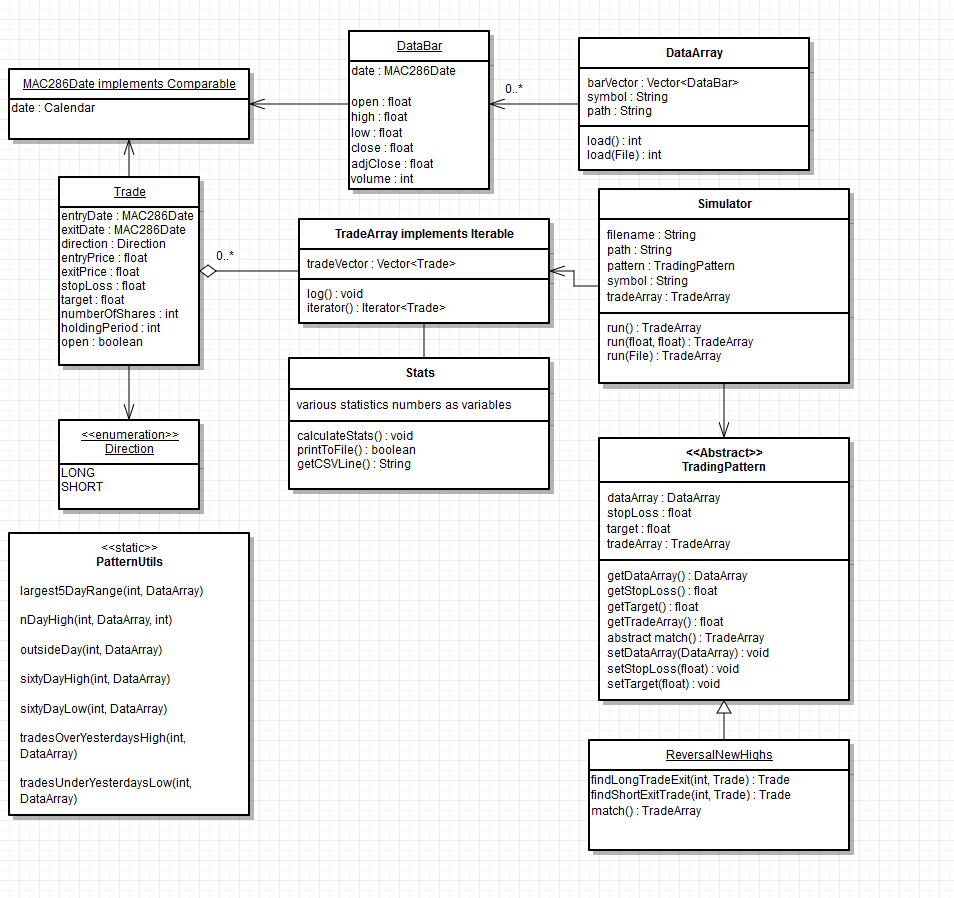 MAC286Date implements Comparable
date : Calendar
DataBar
date : MAC286Date
open : float
high : float
low : float
close : float
adjClose : float
volume : int
0..*
DataArray
barVector : Vector<DataBar>
symbol : String
path : String
load() : int
load(File) : int
Trade
entryDate : MAC286Date
exitDate : MAC286Date
direction : Direction
entryPrice : float
exitPrice : float
stopLoss : float
target : float
numberOfShares : int
holdingPeriod : int
open : boolean
0..*
TradeArray implements Iterable
tradeVector : Vector<Trade>
log() : void
iterator() : Iterator<Trade>
Simulator
filename : String
path : String
pattern : TradingPattern
symbol : String
tradeArray : TradeArray
run() : TradeArray
run(float, float) : TradeArray
run(File) : TradeArray
Stats
various statistics numbers as variables
calculateStats() : void
printToFile() : boolean
getCSVLine() : String
<<enumeration>>
Direction
LONG
SHORT
<<Abstract>>
TradingPattern
dataArray : DataArray
stopLoss : float
target : float
tradeArray : TradeArray
getDataArray() : DataArray
getStopLoss() : float
getTarget() : float
getTradeArray() : float
abstract match() : TradeArray
setDataArray(DataArray) : void
setStopLoss(float) : void
setTarget(float) : void
<<static>>
PatternUtils
largest5DayRange(int, DataArray)
nDayHigh(int, DataArray, int)
outsideDay(int, DataArray)
sixtyDayHigh(int, DataArray)
sixtyDayLow(int, DataArray)
tradesOverYesterdaysHigh(int,
DataArray)
tradesUnderYesterdaysLow(int,
DataArray)
ReversalNewHighs
findLongTradeExit(int, Trade) : Trade
findShortExitTrade(int, Trade) : Trade
match() : TradeArray